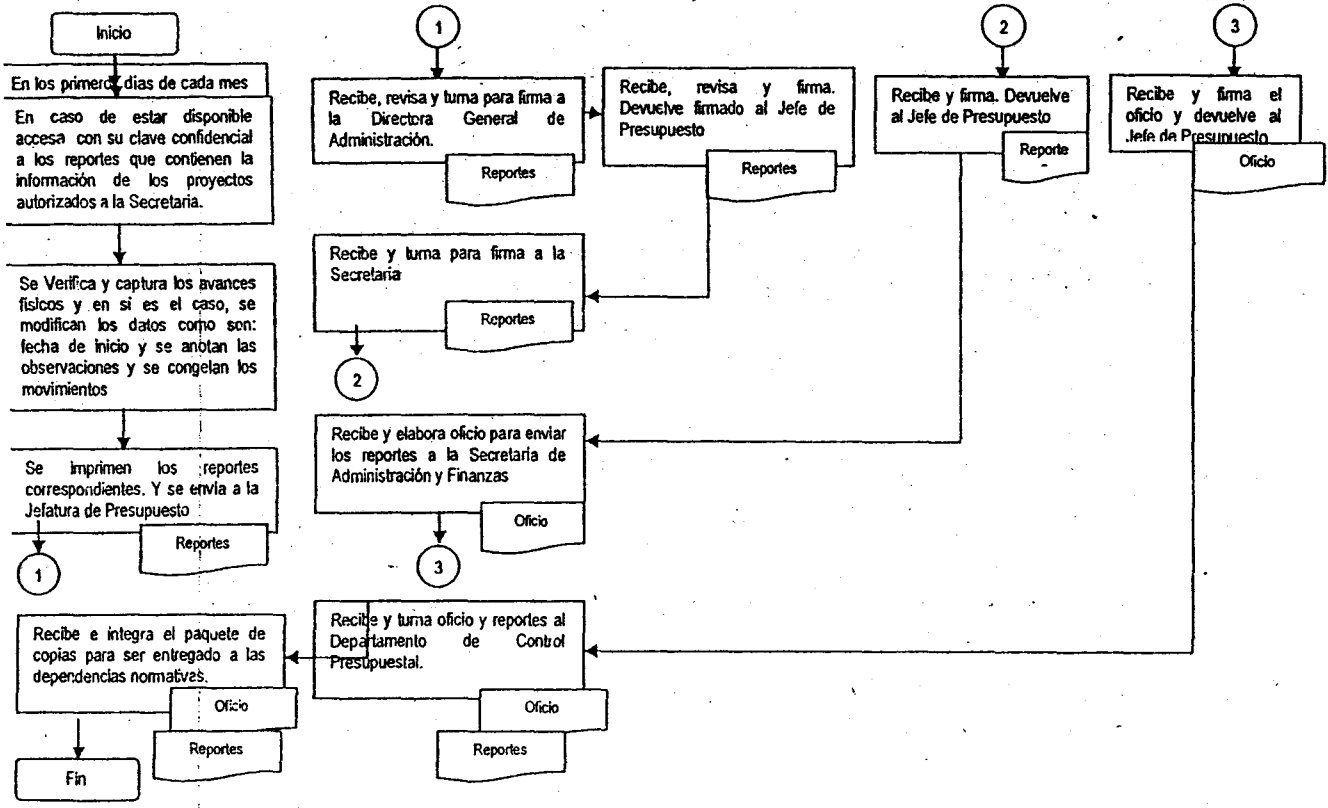 Inicio
En los primeros dias de cada mes
En caso de estar disponible
accesa con su clave confidencial
a los reportes que contienen la
información de los proyectos
autorizados a la Secretaria.
Se Verifica y captura los avances
físicos y en si es el caso, se
modifican los datos como son:
fecha de inicio y se anotan las
observaciones y se congelan los
movimientos
Se imprimen los reportes
correspondientes. Y se envía a la
Jefatura de Presupuesto
Reportes
1
1
Recibe, revisa y turna para firma a
la Directora General de
Administración.
Reportes
Recibe, revisa y firma.
Devuelve firmado al Jefe de
Presupuesto
Reportes
Recibe y turna para firma a la
Secretaria
Reportes
2
2
Recibe y firma. Devuelve
al Jefe de Presupuesto
Reporte
Recibe y elabora oficio para enviar
los reportes a la Secretaria de
Administración y Finanzas
Oficio
3
3
Recibe y firma el
oficio y devuelve al
Jefe de Presupuesto
Oficio
Recibe y turna oficio y reportes al
Departamento de Control
Presupuestal.
Oficio
Reportes
Recibe e integra el paquete de
copias para ser entregado a las
dependencias normativas.
Oficio
Reportes
Fin